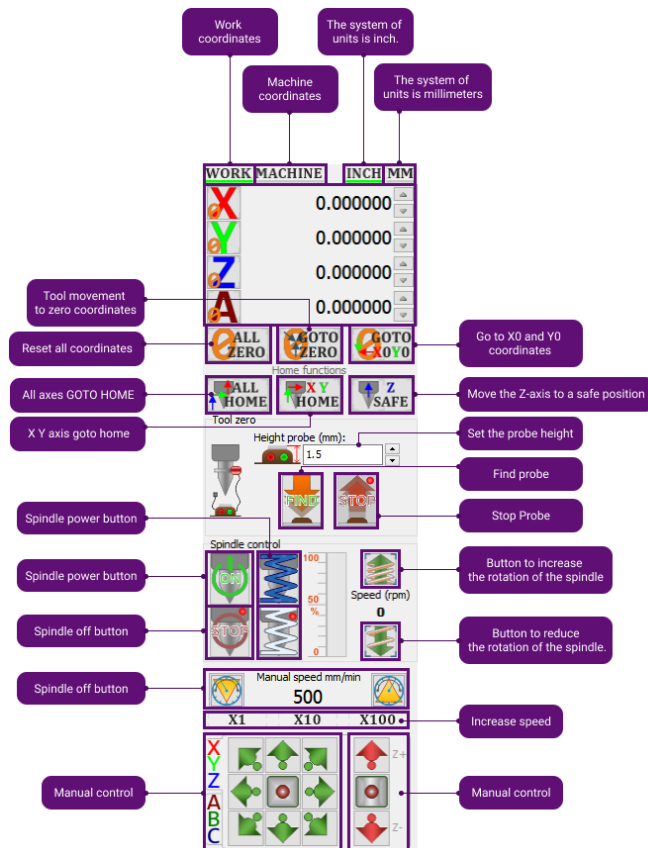 Work
coordinates
The system of
units is inch.
Machine
coordinates
The system of
units is millimeters
WORK MACHINE INCH MM
X 0.000000
Y 0.000000
Z 0.000000
A 0.000000
Tool movement
to zero coordinates
Reset all coordinates
ALL
ZERO
GOTO
ZERO
GOTO
X0Y0
Go to X0 and Y0
coordinates
Home functions
All axes GOTO HOME
ALL
HOME
X Y
HOME
Z
SAFE
Move the Z-axis to a safe position
X Y axis goto home
Tool zero
Height probe (mm):
1.5
Set the probe height
Find probe
FIND
STOP
Stop Probe
Spindle power button
Spindle control
Spindle power button
ON
100
50
%
0
Speed (rpm)
0
Button to increase
the rotation of the spindle
Spindle off button
STOP
Button to reduce
the rotation of the spindle.
Spindle off button
Manual speed mm/min
500
X1 X10 X100
Increase speed
X
Y
Z
A
B
C
Z+
Z-
Manual control
Manual control